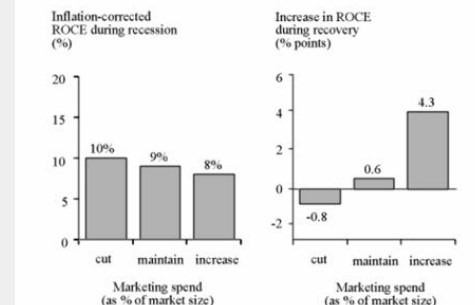 Inflation-corrected
ROCE during recession
(%)
20
15
10
5
0
10%
9%
8%
cut maintain increase
Marketing spend
(as % of market size)
Increase in ROCE
during recovery
(% points)
6
4
2
0
-2
-0.8
0.6
4.3
cut maintain increase
Marketing spend
(as % of market size)